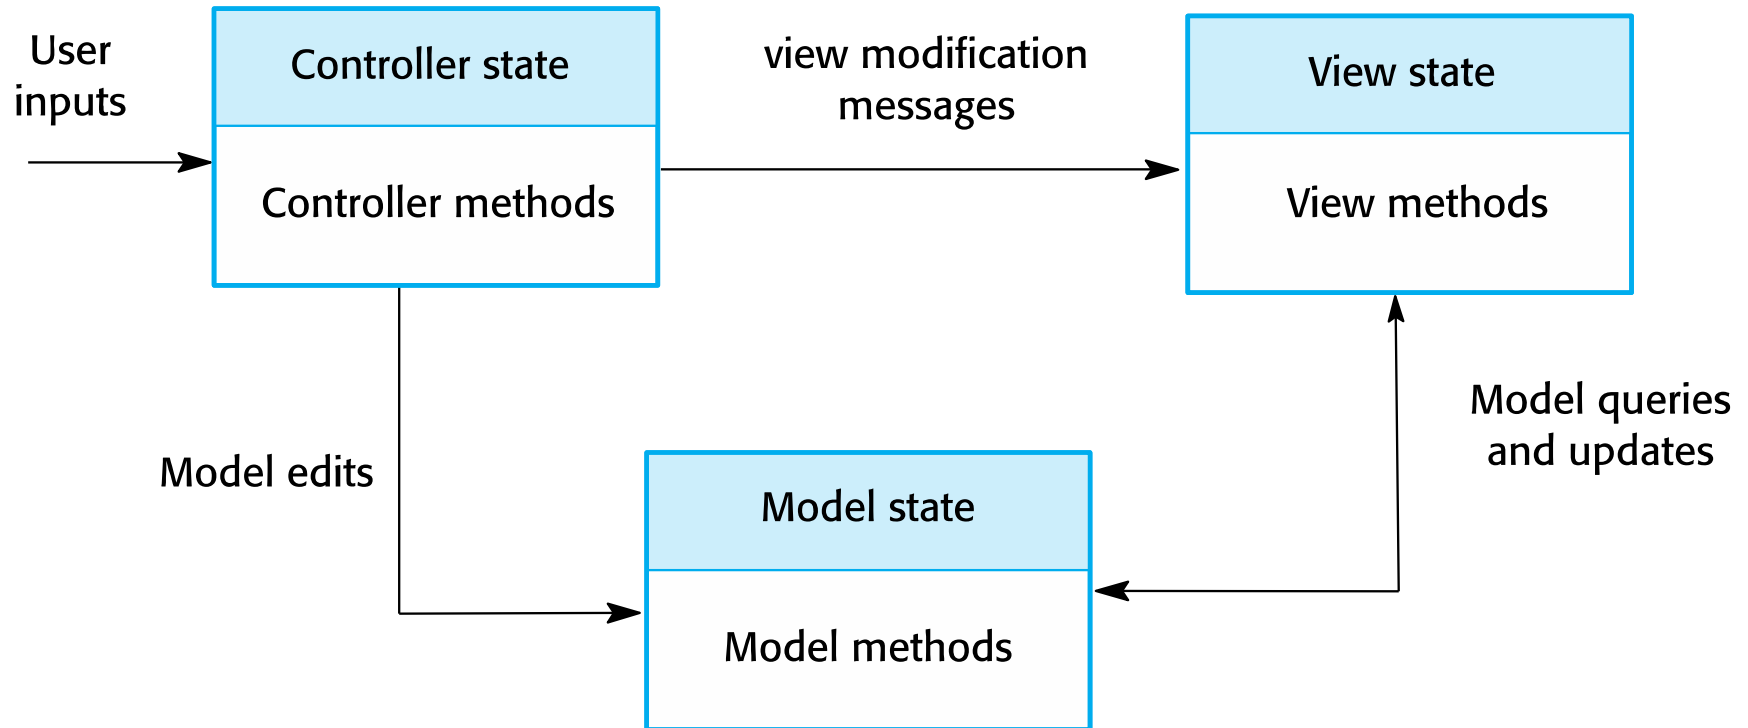 User
inputs
Controller state
Controller methods
view modification
messages
View state
View methods
Model edits
Model state
Model methods
Model queries
and updates